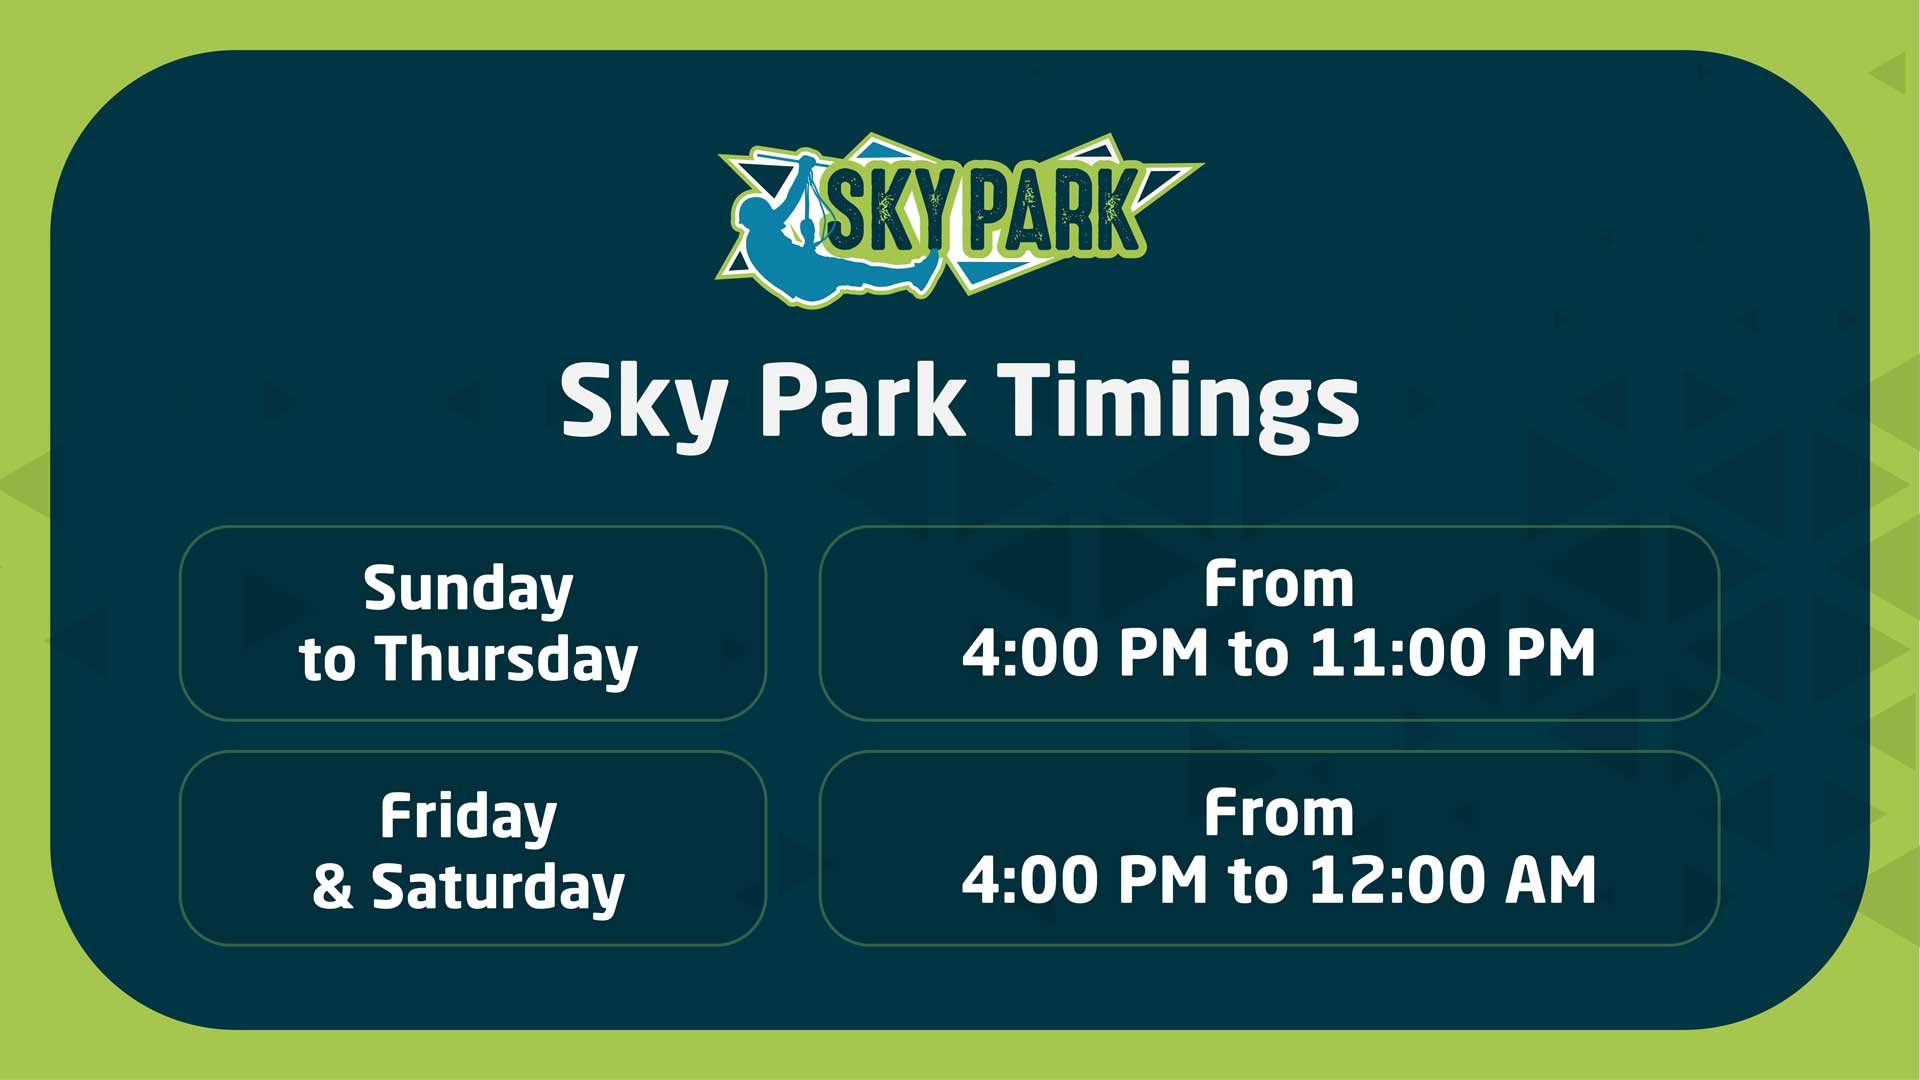 SKY PARK
Sky Park Timings
Sunday
to Thursday
From
4:00 PM to 11:00 PM
Friday
& Saturday
From
4:00 PM to 12:00 AM